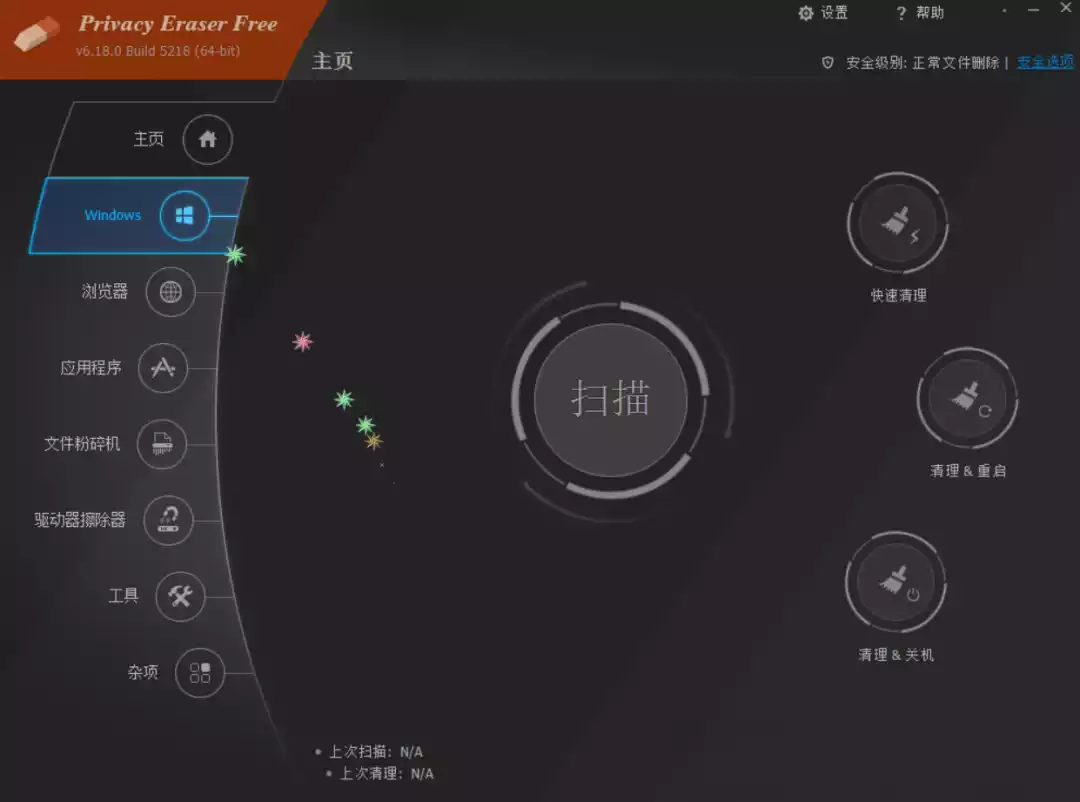 Privacy Eraser Free
v6.18.0 Build 5218 (64-bit)
设置
? 帮助
主页
安全级别: 正常文件删除 | 安全选项
主页
Windows
浏览器
应用程序
文件粉碎机
驱动器擦除器
工具
杂项
扫描
快速清理
清理 & 重启
清理 & 关机
上次扫描: N/A
上次清理: N/A